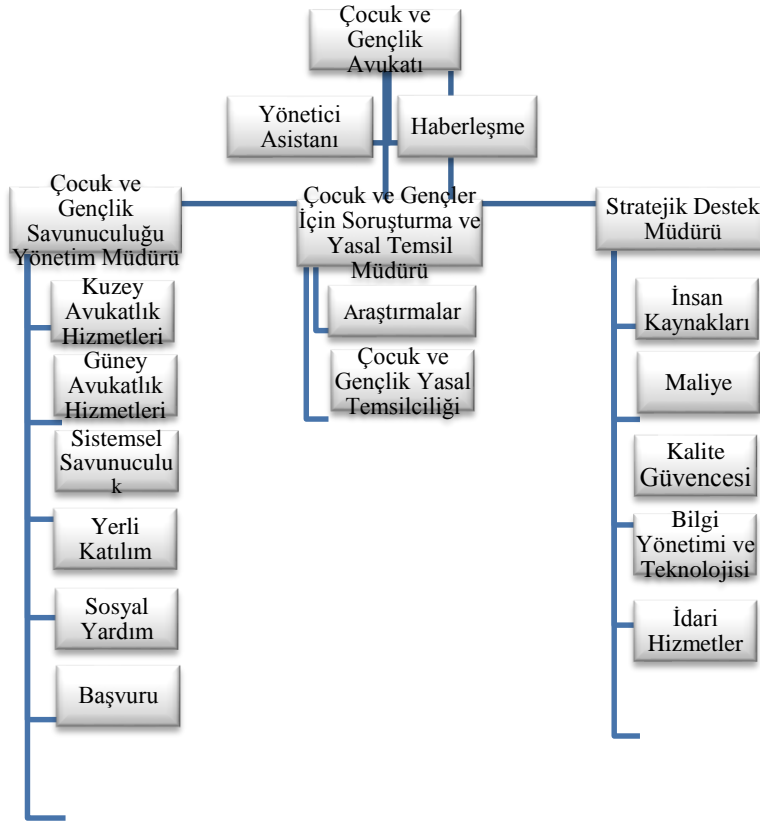 Çocuk ve
Gençlik
Avukatı
Yönetici
Asistanı
Haberleşme
Çocuk ve
Gençlik
Savunuculuğu
Yönetim Müdürü
Çocuk ve Gençler
İçin Soruşturma ve
Yasal Temsil
Müdürü
Stratejik Destek
Müdürü
Kuzey
Avukatlık
Hizmetleri
Güney
Avukatlık
Hizmetleri
Sistemsel
Savunuculu
k
Yerli
Katılım
Sosyal
Yardım
Başvuru
Araştırmalar
Çocuk ve
Gençlik Yasal
Temsilciliği
İnsan
Kaynakları
Maliye
Kalite
Güvencesi
Bilgi
Yönetimi ve
Teknolojisi
İdari
Hizmetler